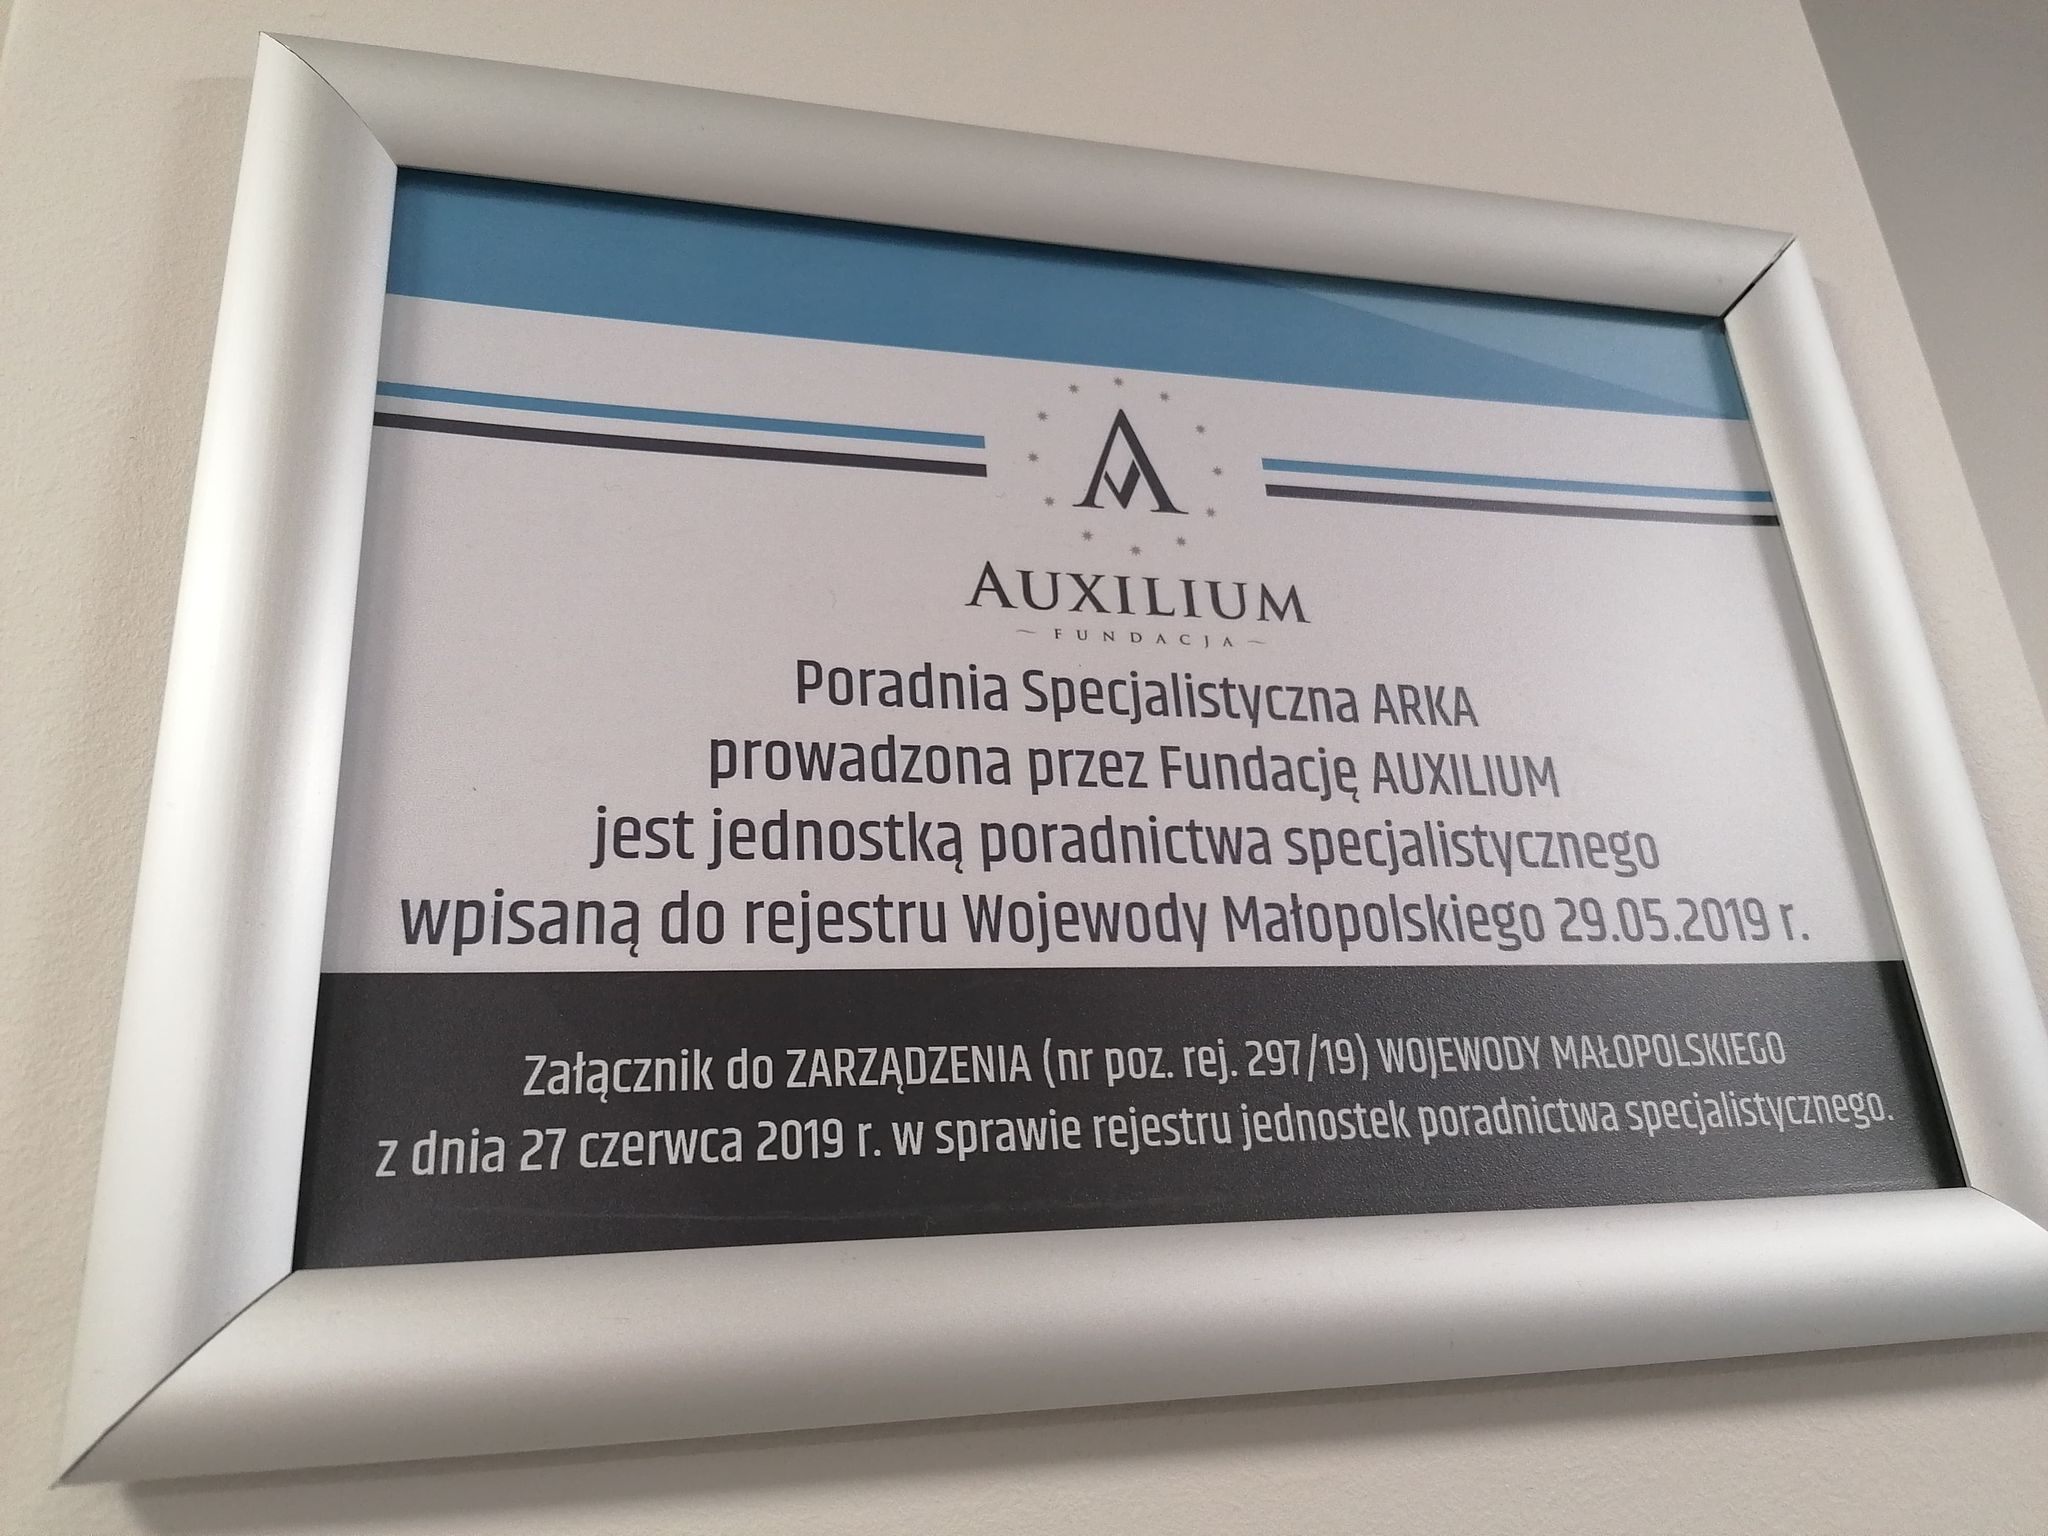 AUXILIUM
~ FUNDACJA ~
Poradnia Specjalistyczna ARKA
prowadzona przez Fundację AUXILIUM
jest jednostką poradnictwa specjalistycznego
wpisaną do rejestru Wojewody Małopolskiego 29.05.2019 r.
Załącznik do ZARZĄDZENIA (nr poz. rej. 297/19) WOJEWODY MAŁOPOLSKIEGO
z dnia 27 czerwca 2019 r. w sprawie rejestru jednostek poradnictwa specjalistycznego.